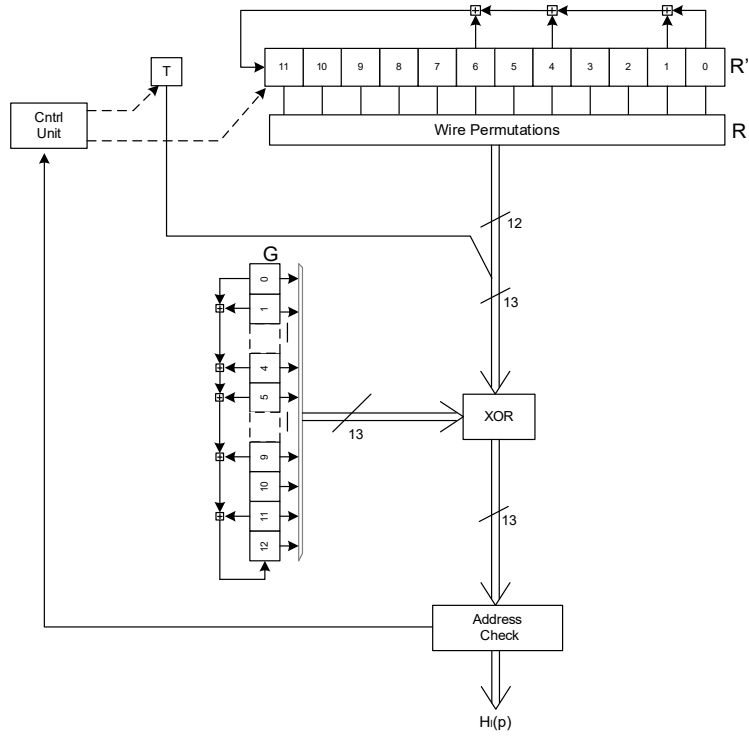 11 10 9 8 7 6 5 4 3 2 1 0
R'
T
Cntrl
Unit
Wire Permutations
R
12
G
0
1
4
5
9
10
11
12
13
13
XOR
13
Address
Check
Hl(p)